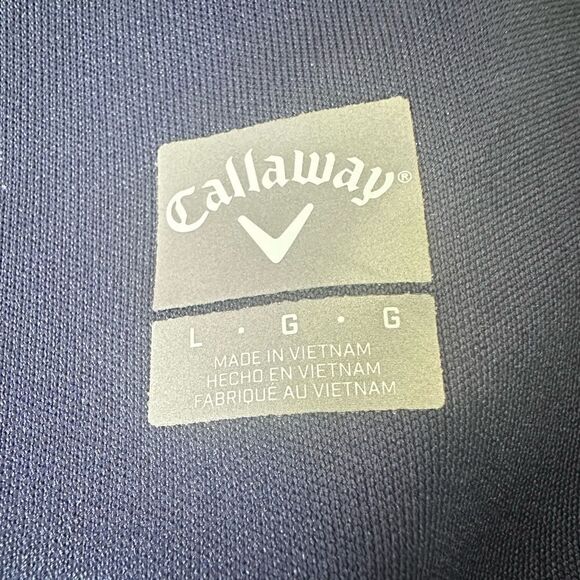 Callaway®
L · G · G
MADE IN VIETNAM
HECHO EN VIETNAM
FABRIQUÉ AU VIETNAM